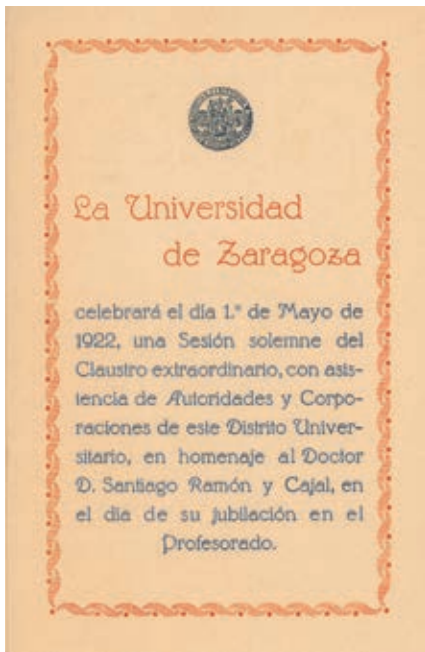 La Universidad
de Zaragoza
celebrará el día 1.º de Mayo de
1922, una Sesión solemne del
Claustro extraordinario, con asis-
tencia de Autoridades y Corpo-
raciones de este Distrito Univer-
sitario, en homenaje al Doctor
D. Santiago Ramón y Cajal, en
el día de su jubilación en el
Profesorado.